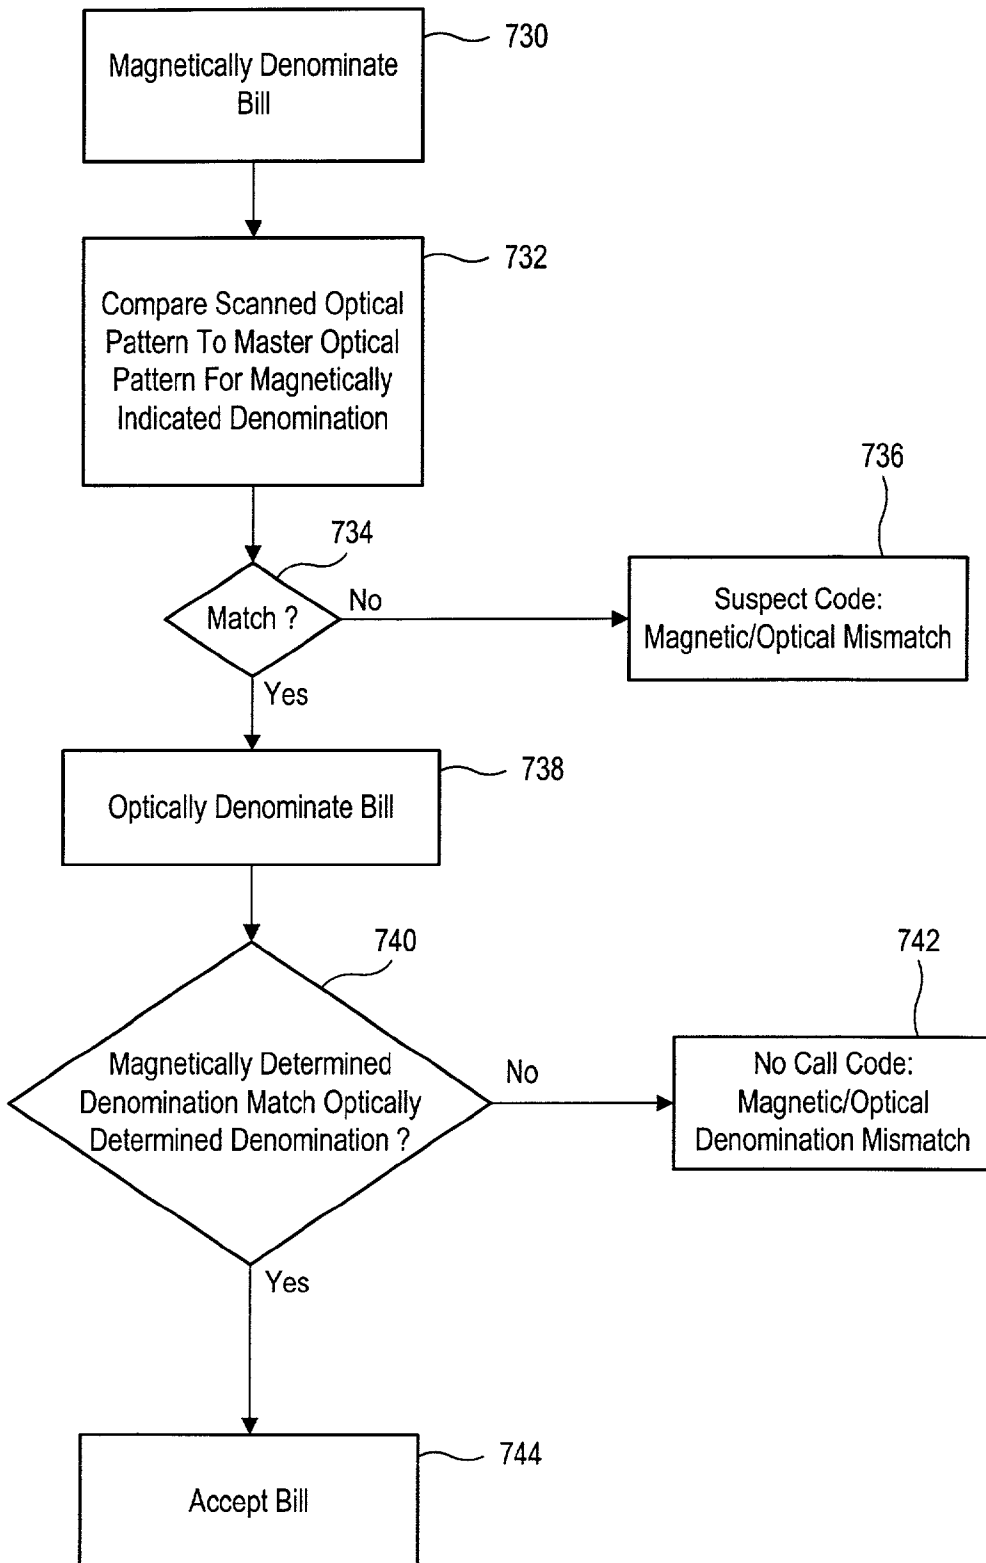 730
Magnetically Denominate
Bill
732
Compare Scanned Optical
Pattern To Master Optical
Pattern For Magnetically
Indicated Denomination
734
Match ?
No
Yes
736
Suspect Code:
Magnetic/Optical Mismatch
738
Optically Denominate Bill
740
Magnetically Determined
Denomination Match Optically
Determined Denomination ?
No
Yes
742
No Call Code:
Magnetic/Optical
Denomination Mismatch
744
Accept Bill